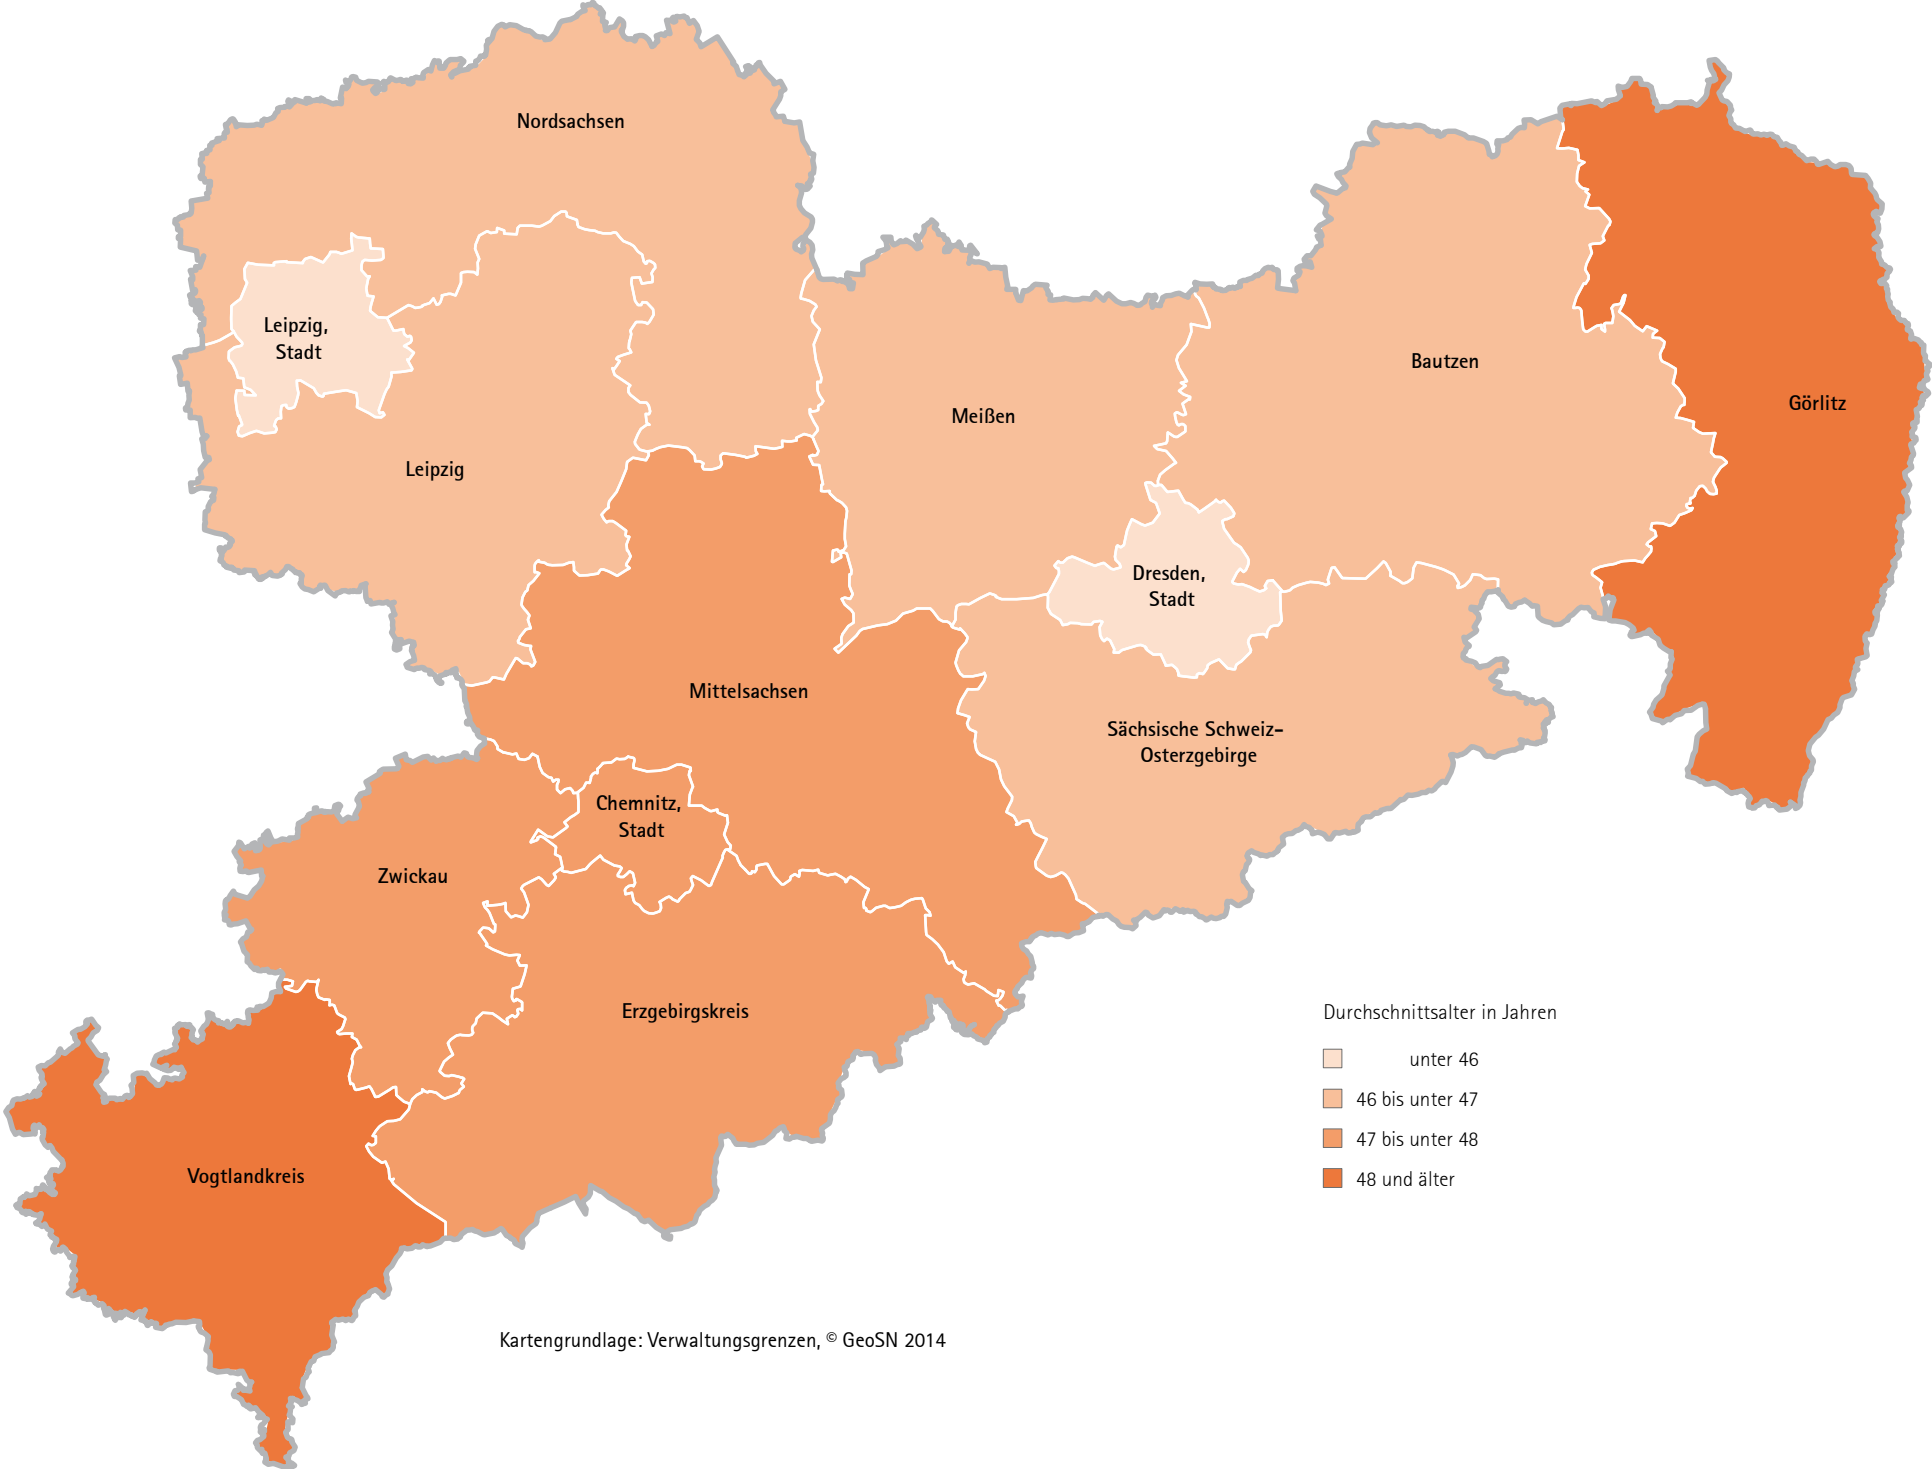 Nordsachsen
Leipzig,
Stadt
Bautzen
Görlitz
Meißen
Leipzig
Dresden,
Stadt
Mittelsachsen
Sächsische Schweiz-
Osterzgebirge
Chemnitz,
Stadt
Zwickau
Erzgebirgskreis
Vogtlandkreis
Durchschnittsalter in Jahren
unter 46
46 bis unter 47
47 bis unter 48
48 und älter
Kartengrundlage: Verwaltungsgrenzen, © GeoSN 2014